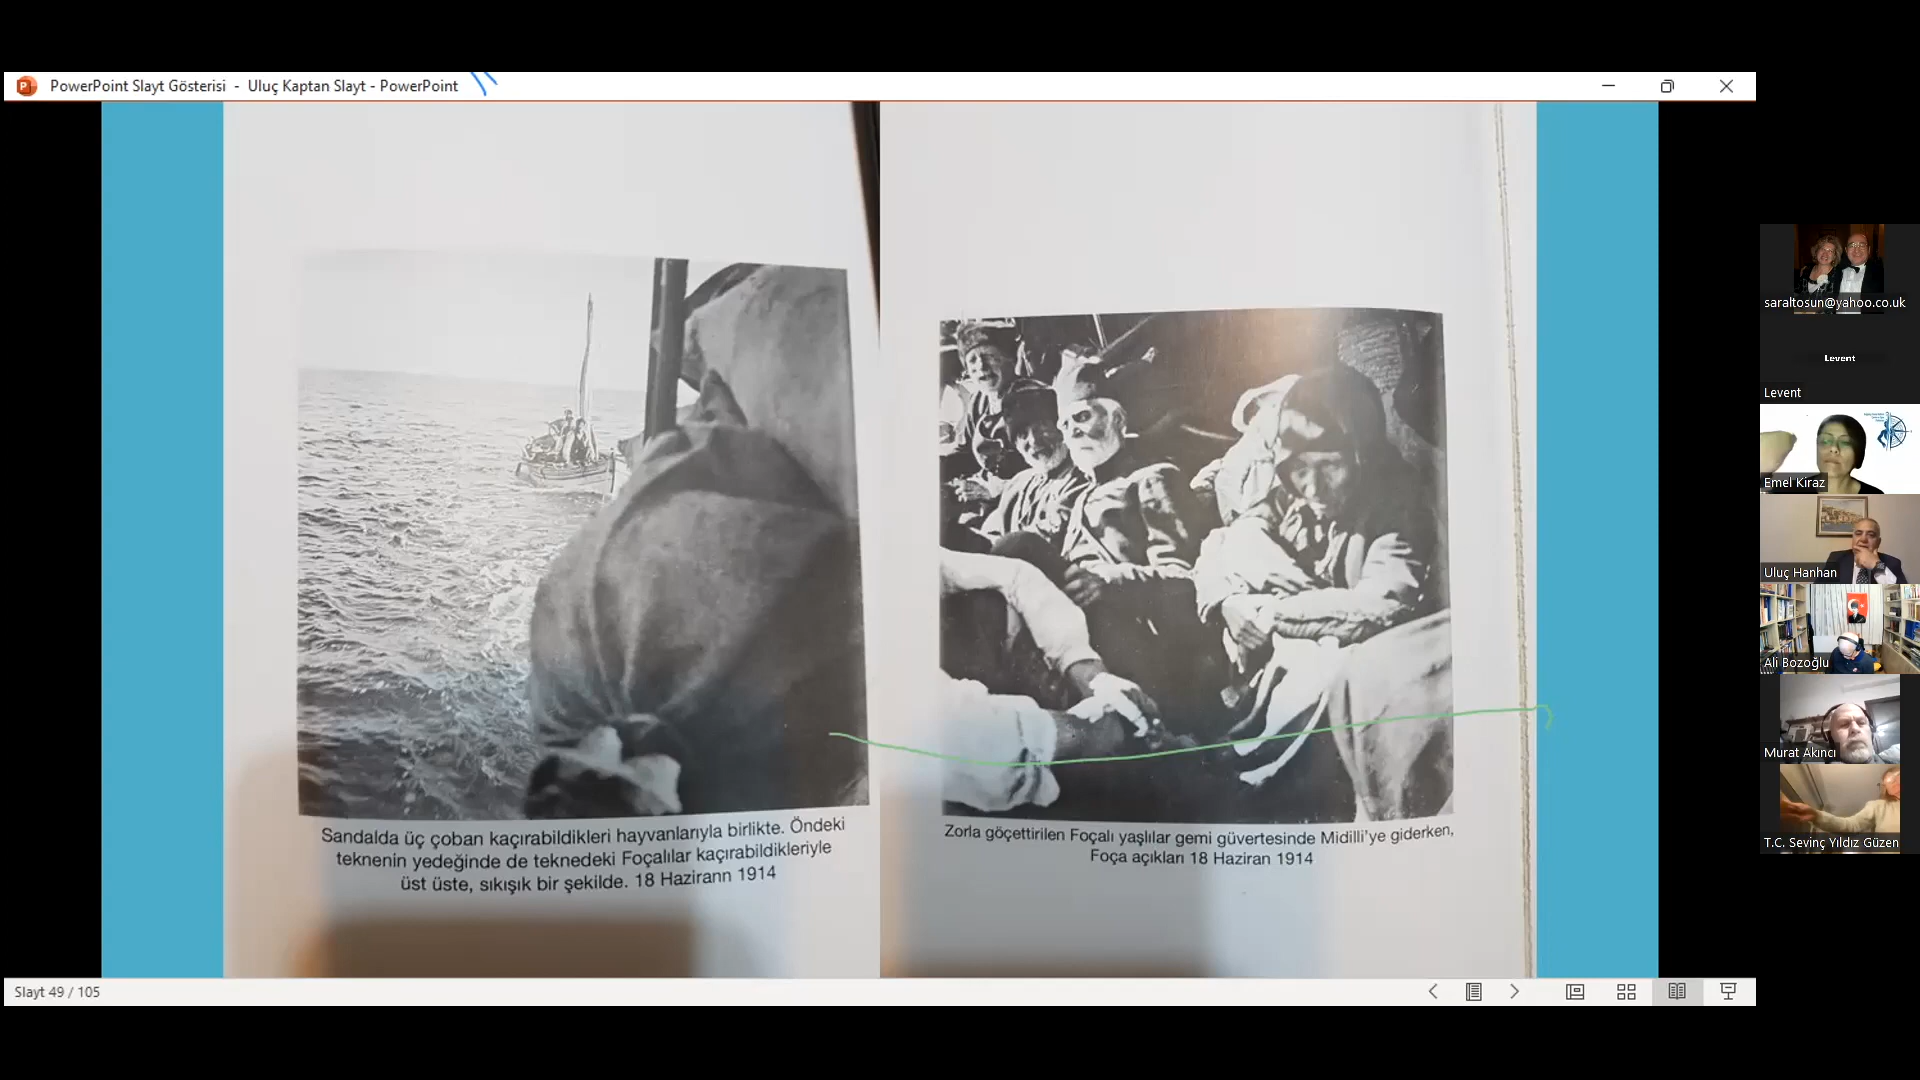 PowerPoint Slayt Gösterisi - Uluç Kaptan Slayt - PowerPoint
Sandalda üç çoban kaçırabildikleri hayvanlarıyla birlikte. Öndeki
teknenin yedeğinde de teknedeki Foçalılar kaçırabildikleriyle
üst üste, sıkışık bir şekilde. 18 Hazirann 1914
Zorla göçettirilen Foçalı yaşlılar gemi güvertesinde Midilli'ye giderken,
Foça açıkları 18 Haziran 1914
Slayt 49 / 105
saraltosun@yahoo.co.uk
Levent
Levent
Emel Kiraz
Uluç Hanhan
Ali Bozoğlu
Murat Akıncı
T.C. Sevinç Yıldız Güzen